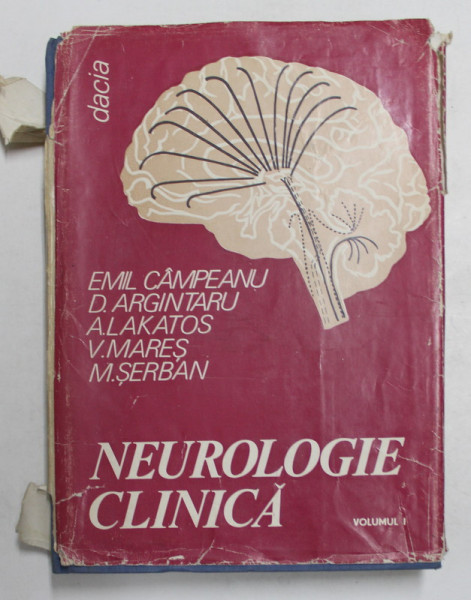 dacia
EMIL CÂMPEANU
D. ARGINTARU
A. LAKATOS
V. MAREȘ
M. ȘERBAN
NEUROLOGIE
CLINICĂ
VOLUMUL I